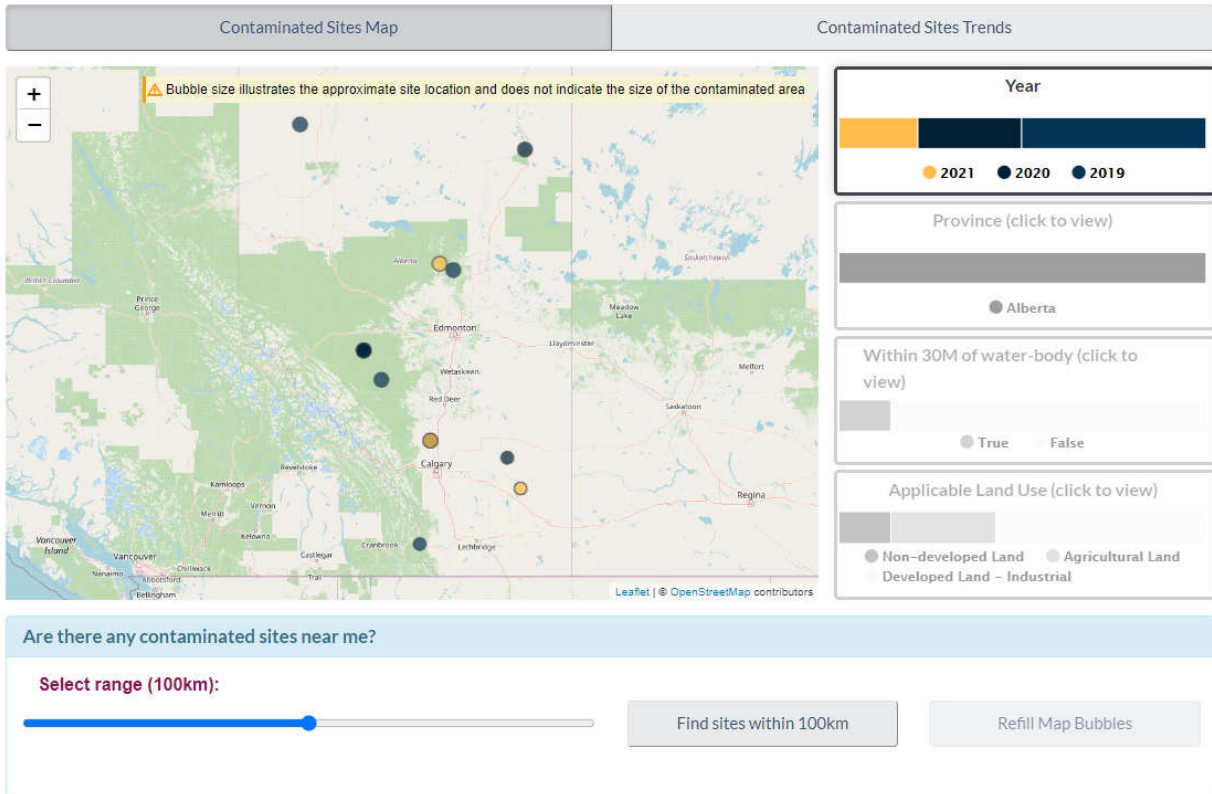 Contaminated Sites Map
Contaminated Sites Trends
+
−
⚠ Bubble size illustrates the approximate site location and does not indicate the size of the contaminated area
Alberta
Saskatchewan
British Columbia
Prince
George
Meadow
Lake
Edmonton
Lloydminster
Wetaskiwin
Melfort
Red Deer
Saskatoon
Calgary
Revelstoke
Kamloops
Merritt
Vernon
Regina
Kelowna
Vancouver
Island
Vancouver
Castlegar
Cranbrook
Lethbridge
Chilliwack
Nanaimo
Abbotsford
Trail
Bellingham
Leaflet | © OpenStreetMap contributors
Year
2021 2020 2019
Province (click to view)
Alberta
Within 30M of water-body (click to
view)
True False
Applicable Land Use (click to view)
Non-developed Land Agricultural Land
Developed Land - Industrial
Are there any contaminated sites near me?
Select range (100km):
Find sites within 100km
Refill Map Bubbles